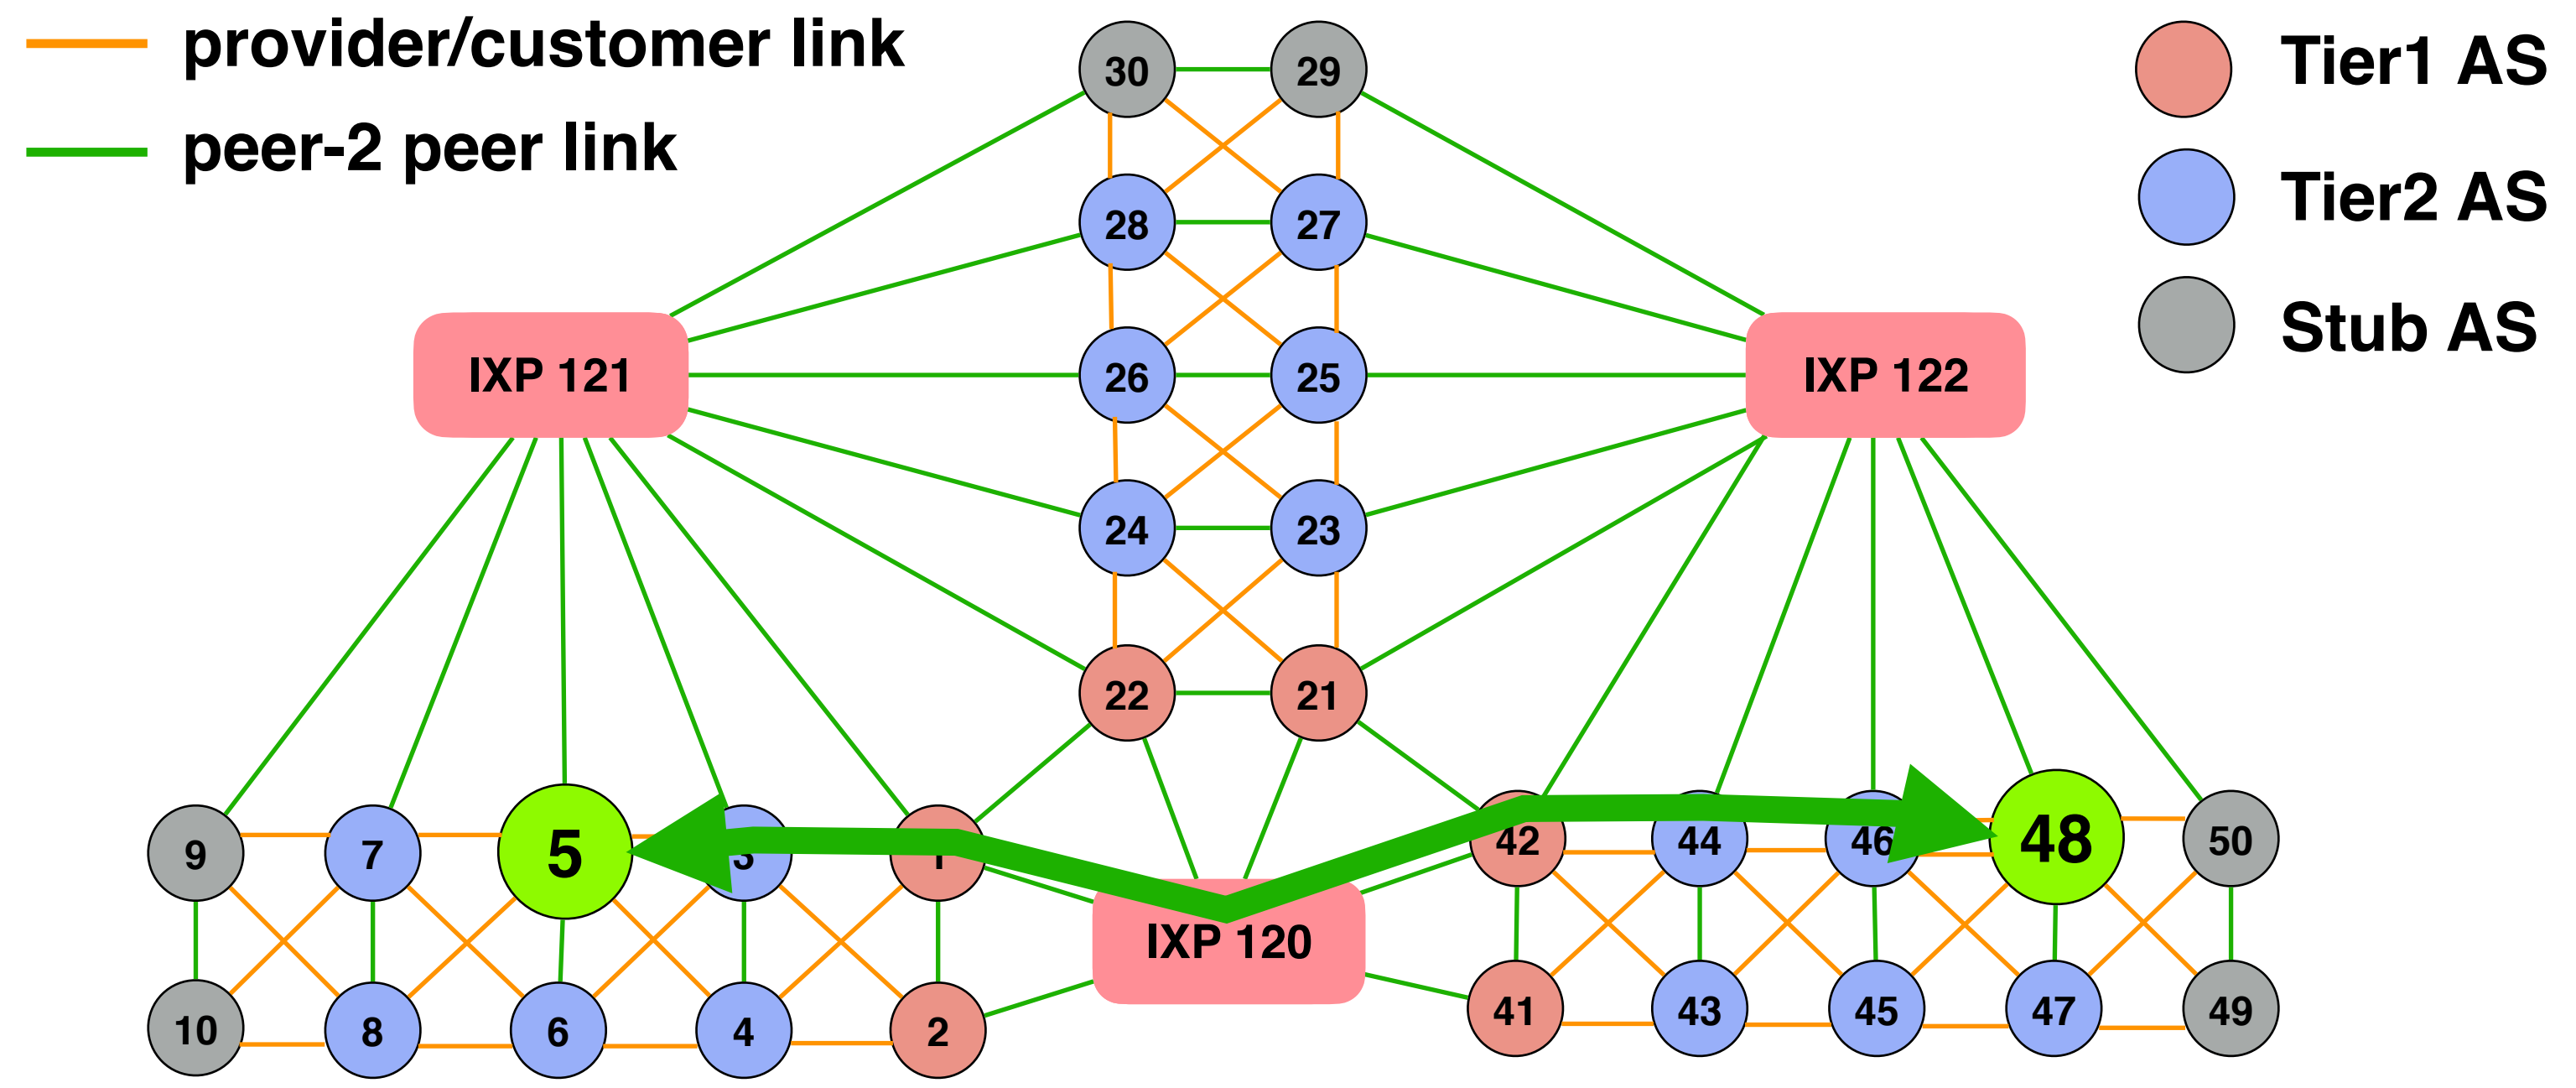 provider/customer link
peer-2 peer link
30 29
Tier1 AS
28 27
Tier2 AS
Stub AS
IXP 121
26 25
IXP 122
24 23
22 21
9 7 5 3 1
42 44 46 48 50
IXP 120
10 8 6 4 2
41 43 45 47 49